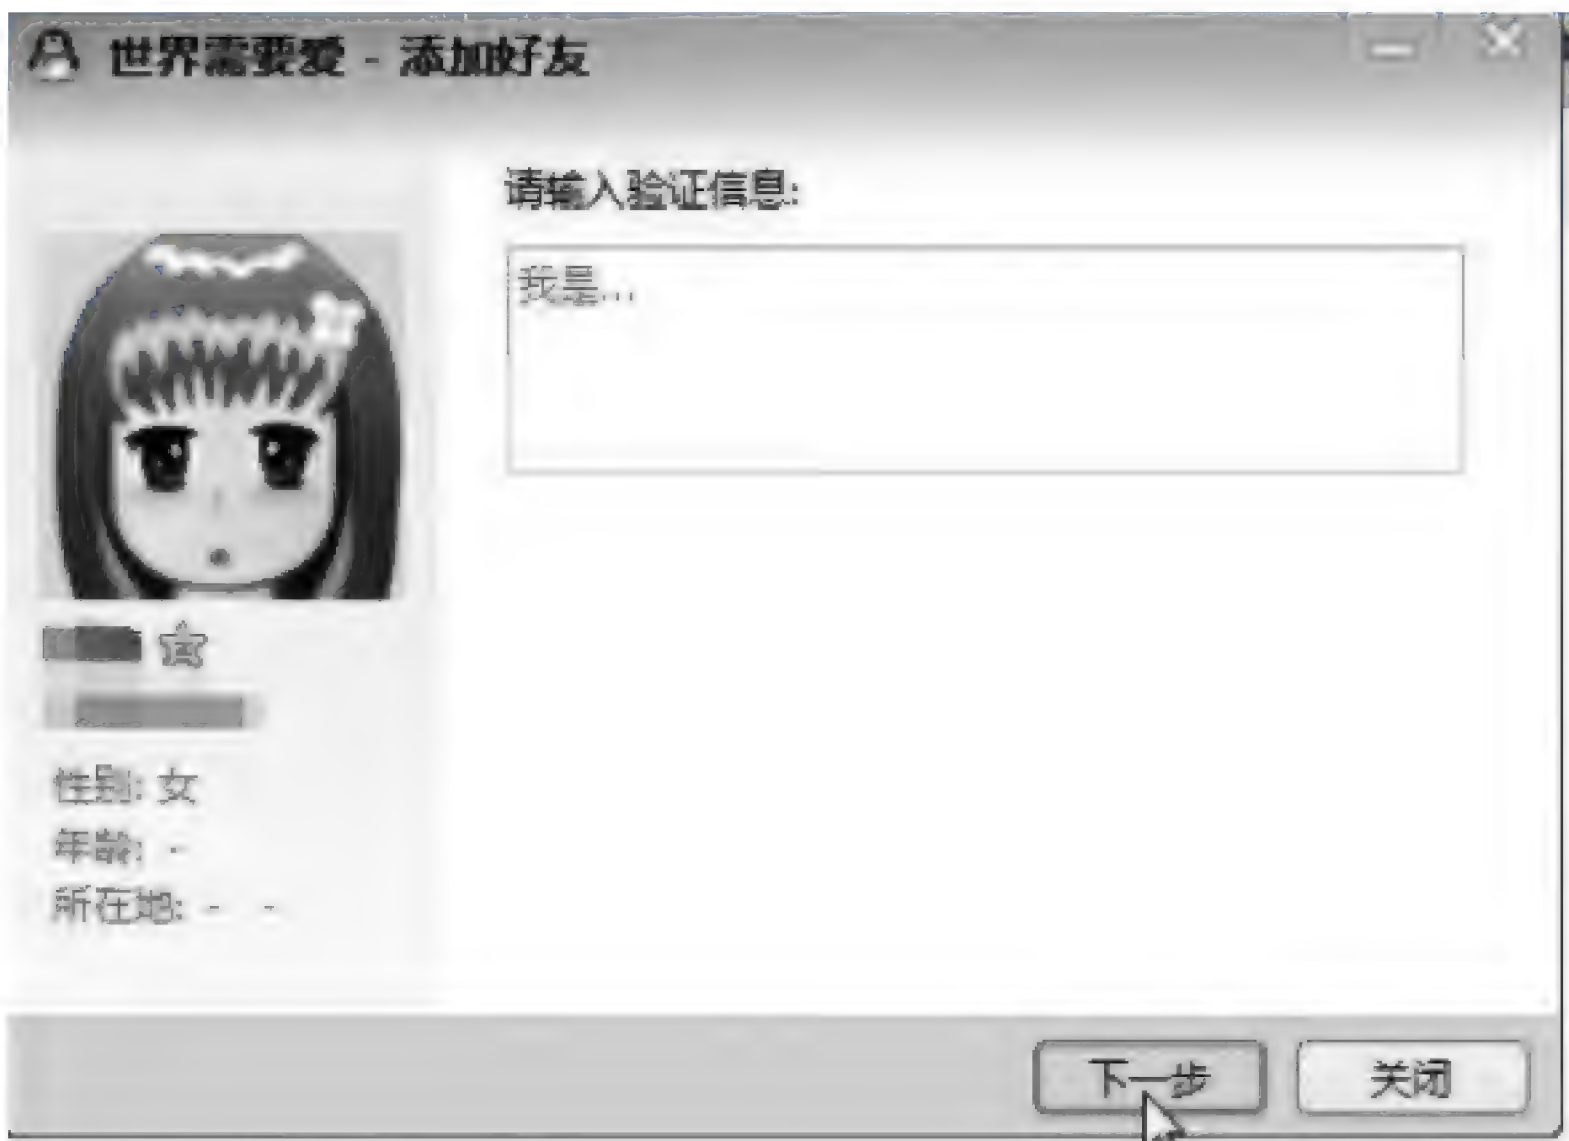 世界需要爱 - 添加好友
请输入验证信息:
我是...
性别: 女
年龄: -
所在地: - -
下一步
关闭